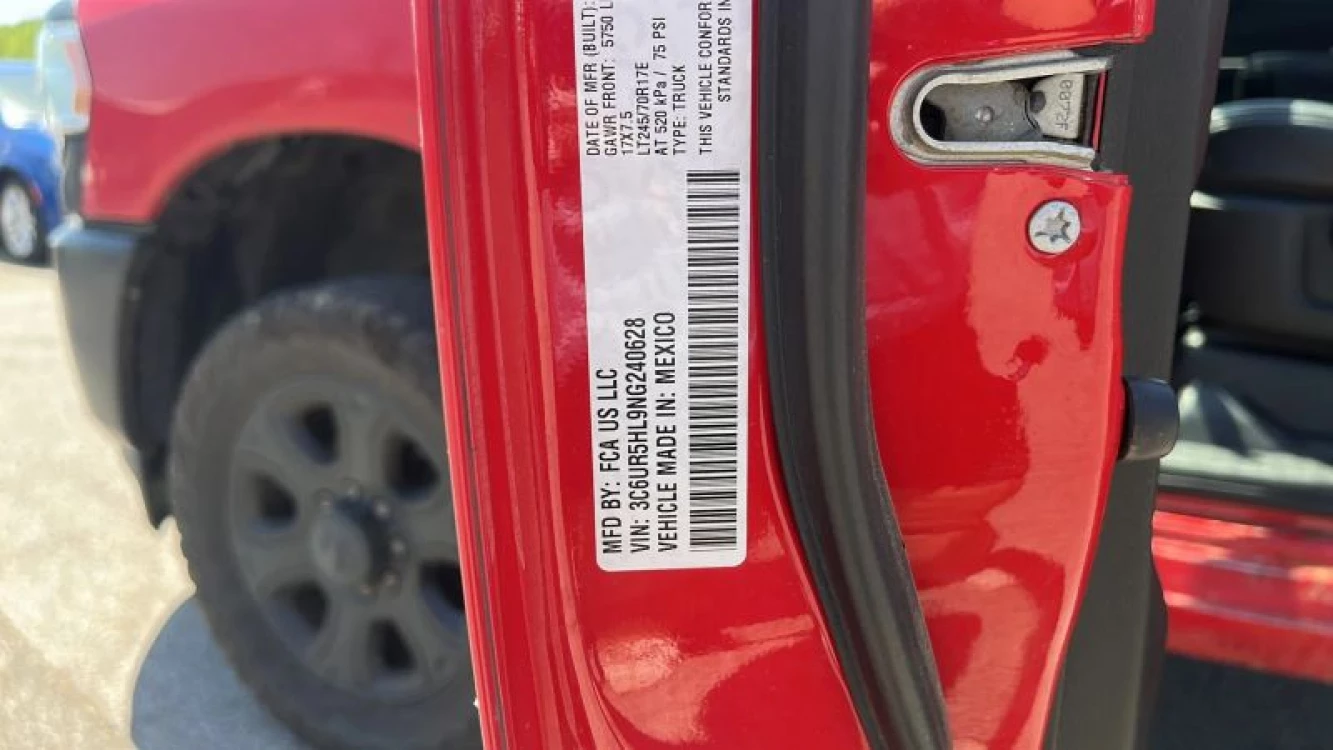 MFD BY: FCA US LLC
VIN: 3C6UR5HL9NG240628
VEHICLE MADE IN: MEXICO
DATE OF MFR (BUILT):
GAWR FRONT: 5750 L
17X7.5
LT245/70R17E
AT 520 kPa / 75 PSI
TYPE: TRUCK
THIS VEHICLE CONFOR
STANDARDS IN
0072F